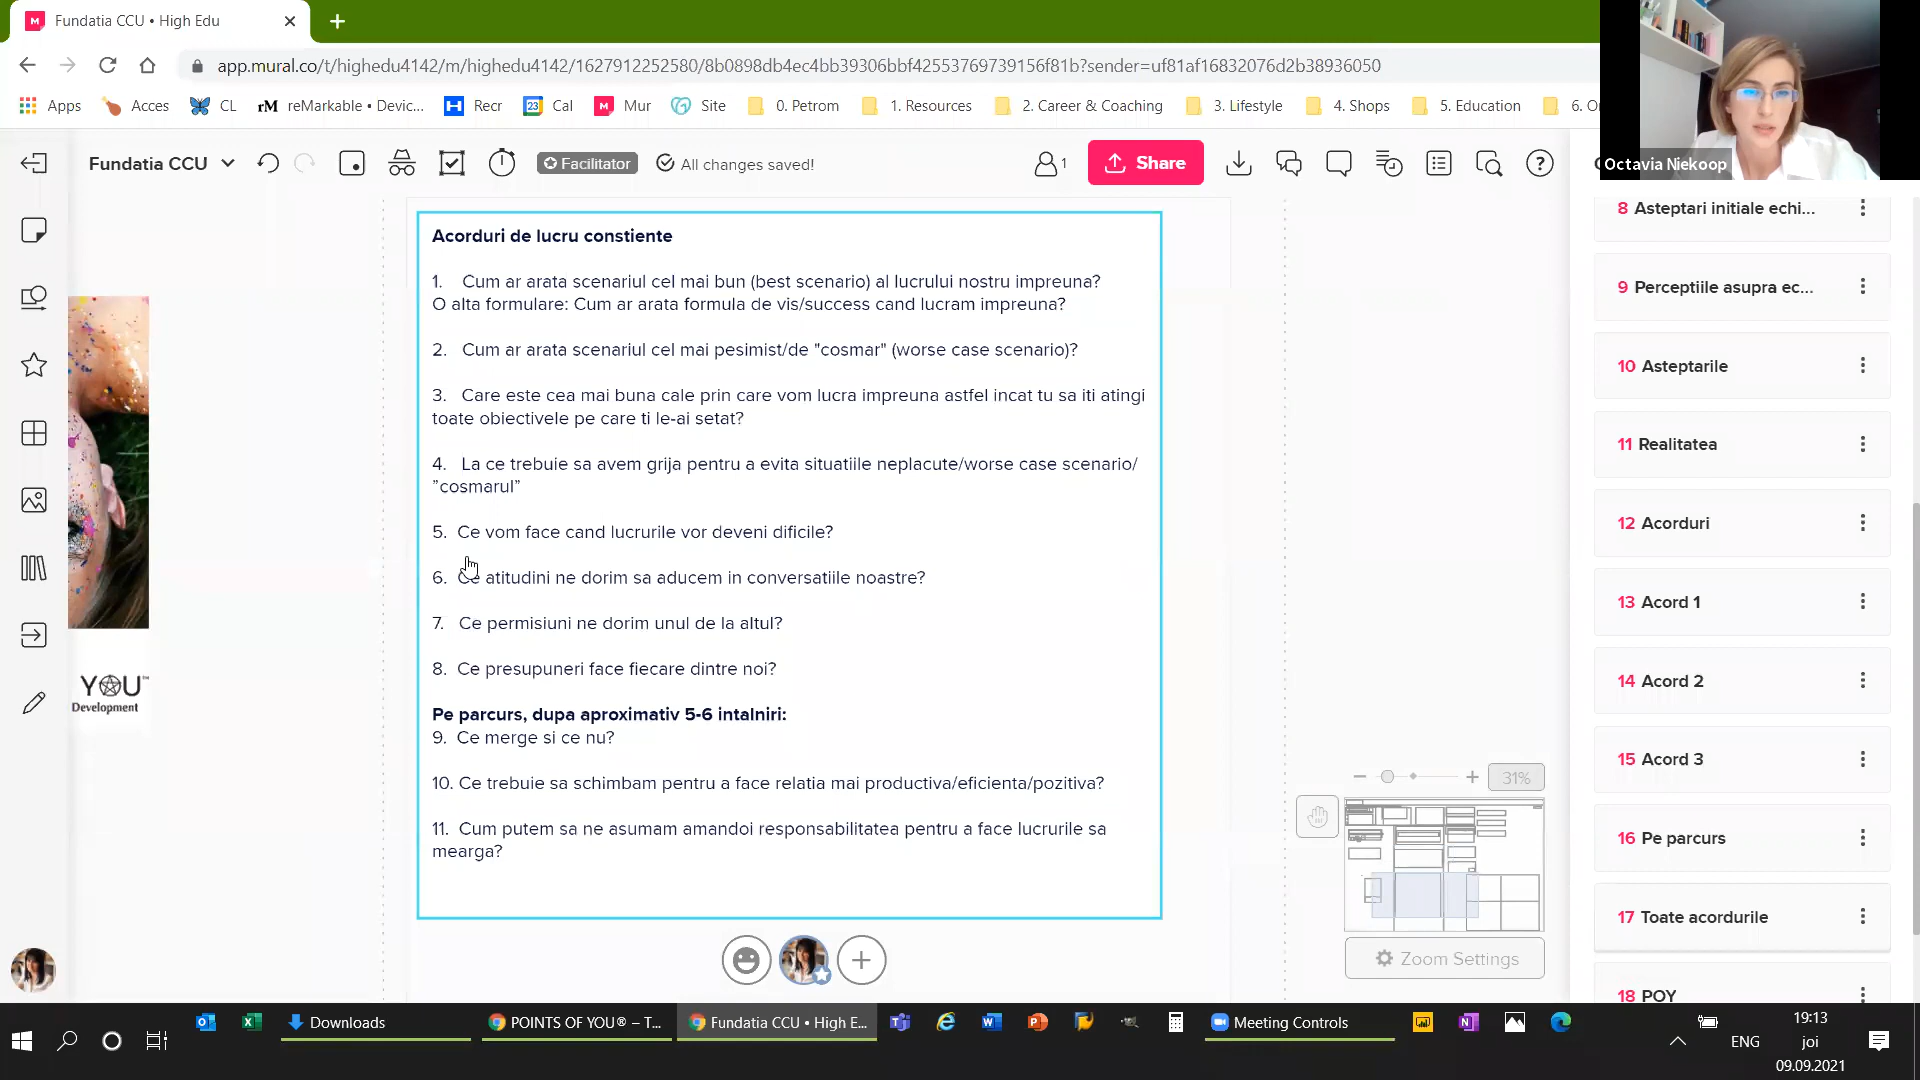 Fundatia CCU • High Edu
app.mural.co/t/highedu4142/m/highedu4142/1627912252580/8b0898db4ec4bb39306bbf42553769739156f81b?sender=uf81af16832076d2b38936050
Apps Acces CL rM reMarkable • Devic... Recr 23 Cal Mur Site 0. Petrom 1. Resources 2. Career & Coaching 3. Lifestyle 4. Shops 5. Education 6. O
Fundatia CCU Facilitator All changes saved! 1 Share
Octavia Niekoop
Acorduri de lucru constiente
1. Cum ar arata scenariul cel mai bun (best scenario) al lucrului nostru impreuna?
O alta formulare: Cum ar arata formula de vis/success cand lucram impreuna?
2. Cum ar arata scenariul cel mai pesimist/de "cosmar" (worse case scenario)?
3. Care este cea mai buna cale prin care vom lucra impreuna astfel incat tu sa iti atingi
toate obiectivele pe care ti le-ai setat?
4. La ce trebuie sa avem grija pentru a evita situatiile neplacute/worse case scenario/
”cosmarul”
5. Ce vom face cand lucrurile vor deveni dificile?
6. Ce atitudini ne dorim sa aducem in conversatiile noastre?
7. Ce permisiuni ne dorim unul de la altul?
8. Ce presupuneri face fiecare dintre noi?
Pe parcurs, dupa aproximativ 5-6 intalniri:
9. Ce merge si ce nu?
10. Ce trebuie sa schimbam pentru a face relatia mai productiva/eficienta/pozitiva?
11. Cum putem sa ne asumam amandoi responsabilitatea pentru a face lucrurile sa
mearga?
YOU™
Development
8 Asteptari initiale echi...
9 Perceptiile asupra ec...
10 Asteptarile
11 Realitatea
12 Acorduri
13 Acord 1
14 Acord 2
15 Acord 3
16 Pe parcurs
17 Toate acordurile
18 POY
31%
Zoom Settings
Downloads
POINTS OF YOU® – T...
Fundatia CCU • High E...
Meeting Controls
ENG
19:13
joi
09.09.2021